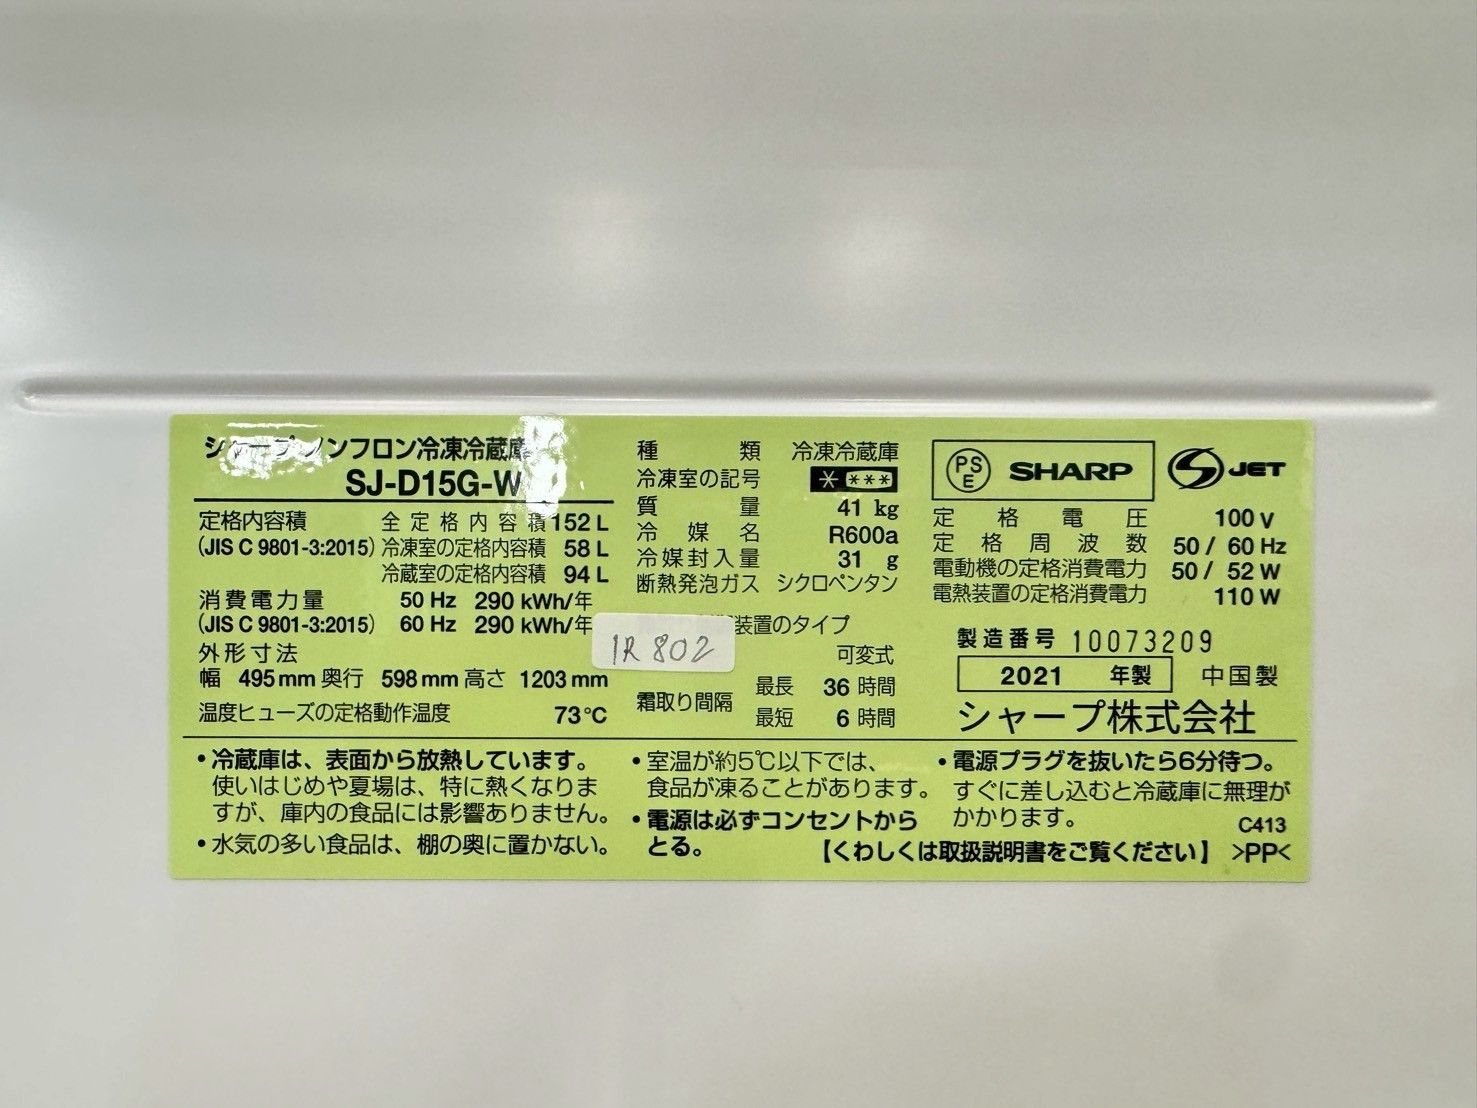 シャープノンフロン冷凍冷蔵庫
SJ-D15G-W
定格内容積 全定格内容積 152 L
(JIS C 9801-3:2015) 冷凍室の定格内容積 58 L
冷蔵室の定格内容積 94 L
消費電力量 50 Hz 290 kWh/年
(JIS C 9801-3:2015) 60 Hz 290 kWh/年
外形寸法
幅 495 mm 奥行 598 mm 高さ 1203 mm
温度ヒューズの定格動作温度 73℃
種類 冷凍冷蔵庫
冷凍室の記号 * ***
質量 41 kg
冷媒名 R600a
冷媒封入量 31 g
断熱発泡ガス シクロペンタン
装置のタイプ
可変式
霜取り間隔 最長 36 時間
最短 6 時間
1R 802
PSE SHARP JET
定格電圧 100 V
定格周波数 50 / 60 Hz
電動機の定格消費電力 50 / 52 W
電熱装置の定格消費電力 110 W
製造番号 10073209
2021 年製 中国製
シャープ株式会社
・冷蔵庫は、表面から放熱しています。
使いはじめや夏場は、特に熱くなりま
すが、庫内の食品には影響ありません。
・水気の多い食品は、棚の奥に置かない。
・室温が約5℃以下では、
食品が凍ることがあります。
・電源は必ずコンセントから
とる。
・電源プラグを抜いたら6分待つ。
すぐに差し込むと冷蔵庫に無理が
かかります。
C413
【くわしくは取扱説明書をご覧ください】 >PP<